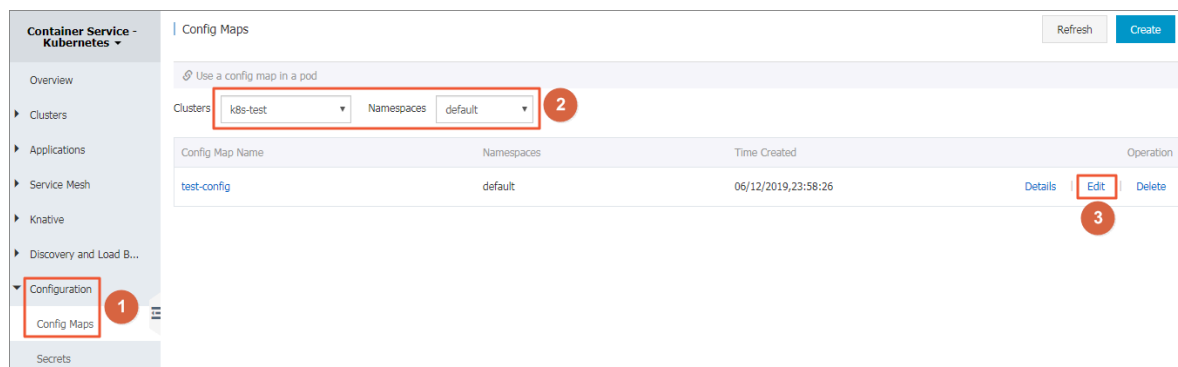 Container Service -
Kubernetes
Config Maps
Refresh
Create
Overview
Use a config map in a pod
Clusters
Clusters
k8s-test
Namespaces
default
2
Applications
Config Map Name
Namespaces
Time Created
Operation
Service Mesh
test-config
default
06/12/2019,23:58:26
Details
Edit
Delete
3
Knative
Discovery and Load B...
Configuration
1
Config Maps
Secrets